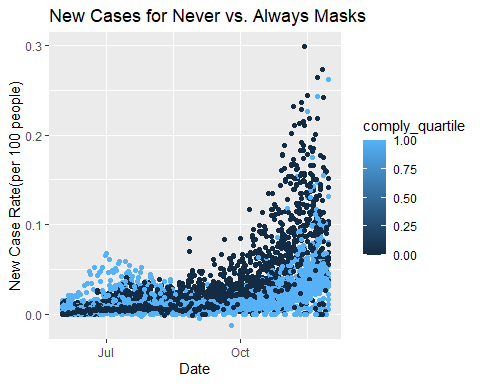 New Cases for Never vs. Always Masks
New Case Rate(per 100 people)
0.3
0.2
0.1
0.0
Jul
Oct
Date
comply_quartile
1.00
0.75
0.50
0.25
0.00